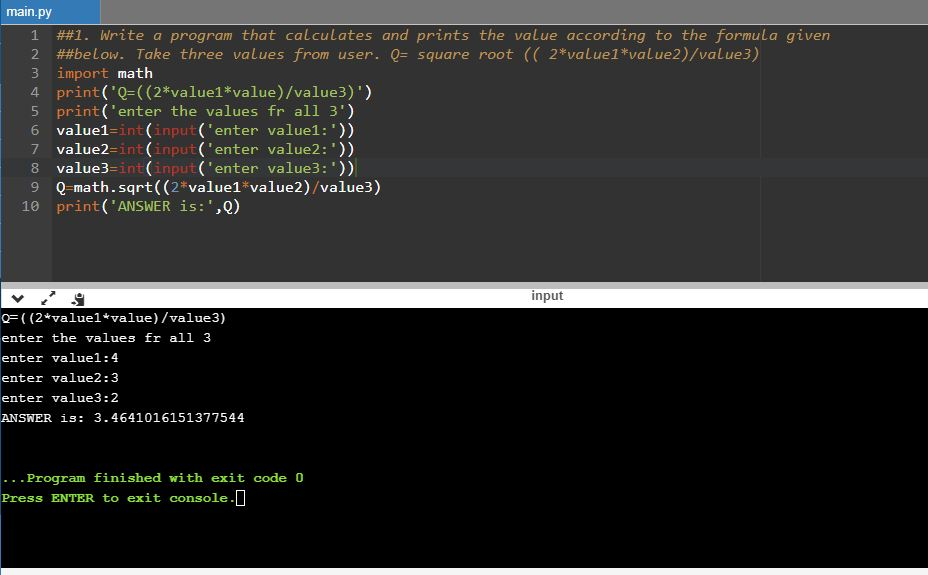 main.py
1 ##1. Write a program that calculates and prints the value according to the formula given
2 ##below. Take three values from user. Q= square root (( 2*value1*value2)/value3)
3 import math
4 print('Q=((2*value1*value)/value3)')
5 print('enter the values fr all 3')
6 value1=int(input('enter value1:'))
7 value2=int(input('enter value2:'))
8 value3=int(input('enter value3:'))
9 Q=math.sqrt((2*value1*value2)/value3)
10 print('ANSWER is:',Q)
input
Q=((2*value1*value)/value3)
enter the values fr all 3
enter value1:4
enter value2:3
enter value3:2
ANSWER is: 3.4641016151377544
...Program finished with exit code 0
Press ENTER to exit console.